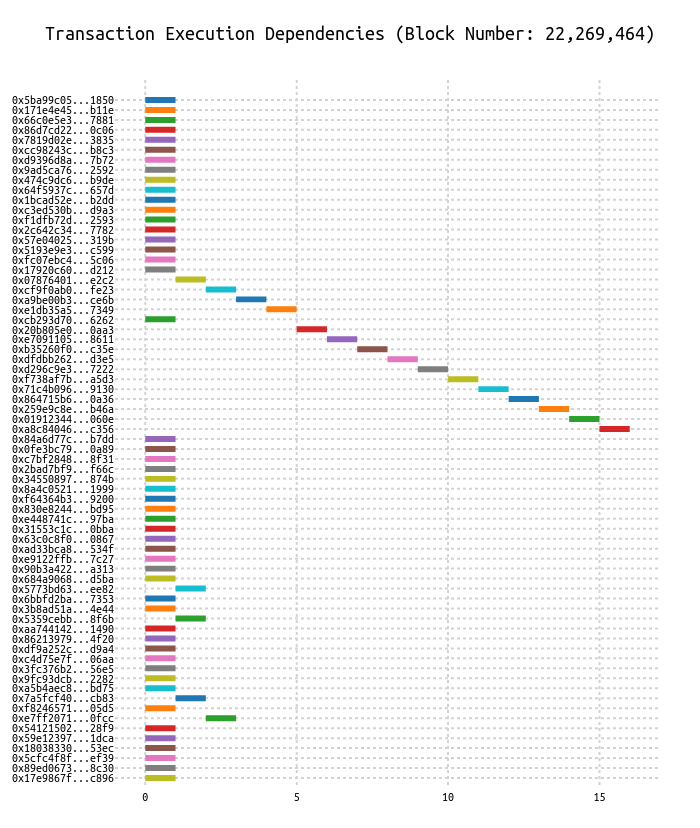 Transaction Execution Dependencies (Block Number: 22,269,464)
0x5ba99c05...1850
0x171e4e45...b11e
0x66c0e5e3...7881
0x86d7cd22...0c06
0x7819d02e...3835
0xcc98243c...b8c3
0xd9396d8a...7b72
0x9ad5ca76...2592
0x474c9dc6...b9de
0x64f5937c...657d
0x1bcad52e...b2dd
0xc3ed530b...d9a3
0xf1dfb72d...2593
0x2c642c34...7782
0x57e04025...319b
0x5193e9e3...c599
0xfc07ebc4...5c06
0x17920c60...d212
0x07876401...e2c2
0xcf9f0ab0...fe23
0xa9be00b3...ce6b
0xe1db35a5...7349
0xcb293d70...6262
0x20b805e0...0aa3
0xe7091105...8611
0xb35260f0...c35e
0xdfdbb262...d3e5
0xd296c9e3...7222
0xf738af7b...a5d3
0x71c4b096...9130
0x864715b6...0a36
0x259e9c8e...b46a
0x01912344...060e
0xa8c84046...c356
0x84a6d77c...b7dd
0x0fe3bc79...0a89
0xc7bf2848...8f31
0x2bad7bf9...f66c
0x34550897...874b
0x8a4c0521...1999
0xf64364b3...9200
0x830e8244...bd95
0xe448741c...97ba
0x31553c1c...0bba
0x63c0c8f0...0867
0xad33bca8...534f
0xe9122ffb...7c27
0x90b3a422...a313
0x684a9068...d5ba
0x5773bd63...ee82
0x6bbfd2ba...7353
0x3b8ad51a...4e44
0x5359cebb...8f6b
0xaa744142...1490
0x86213979...4f20
0xdf9a252c...d9a4
0xc4d75e7f...06aa
0x3fc376b2...56e5
0x9fc93dcb...2282
0xa5b4aec8...bd75
0x7a5fcf40...cb83
0xf8246571...05d5
0xe7ff2071...0fcc
0x54121502...28f9
0x59e12397...1dca
0x18038330...53ec
0x5cfc4f8f...ef39
0x89ed0673...8c30
0x17e9867f...c896
0 5 10 15